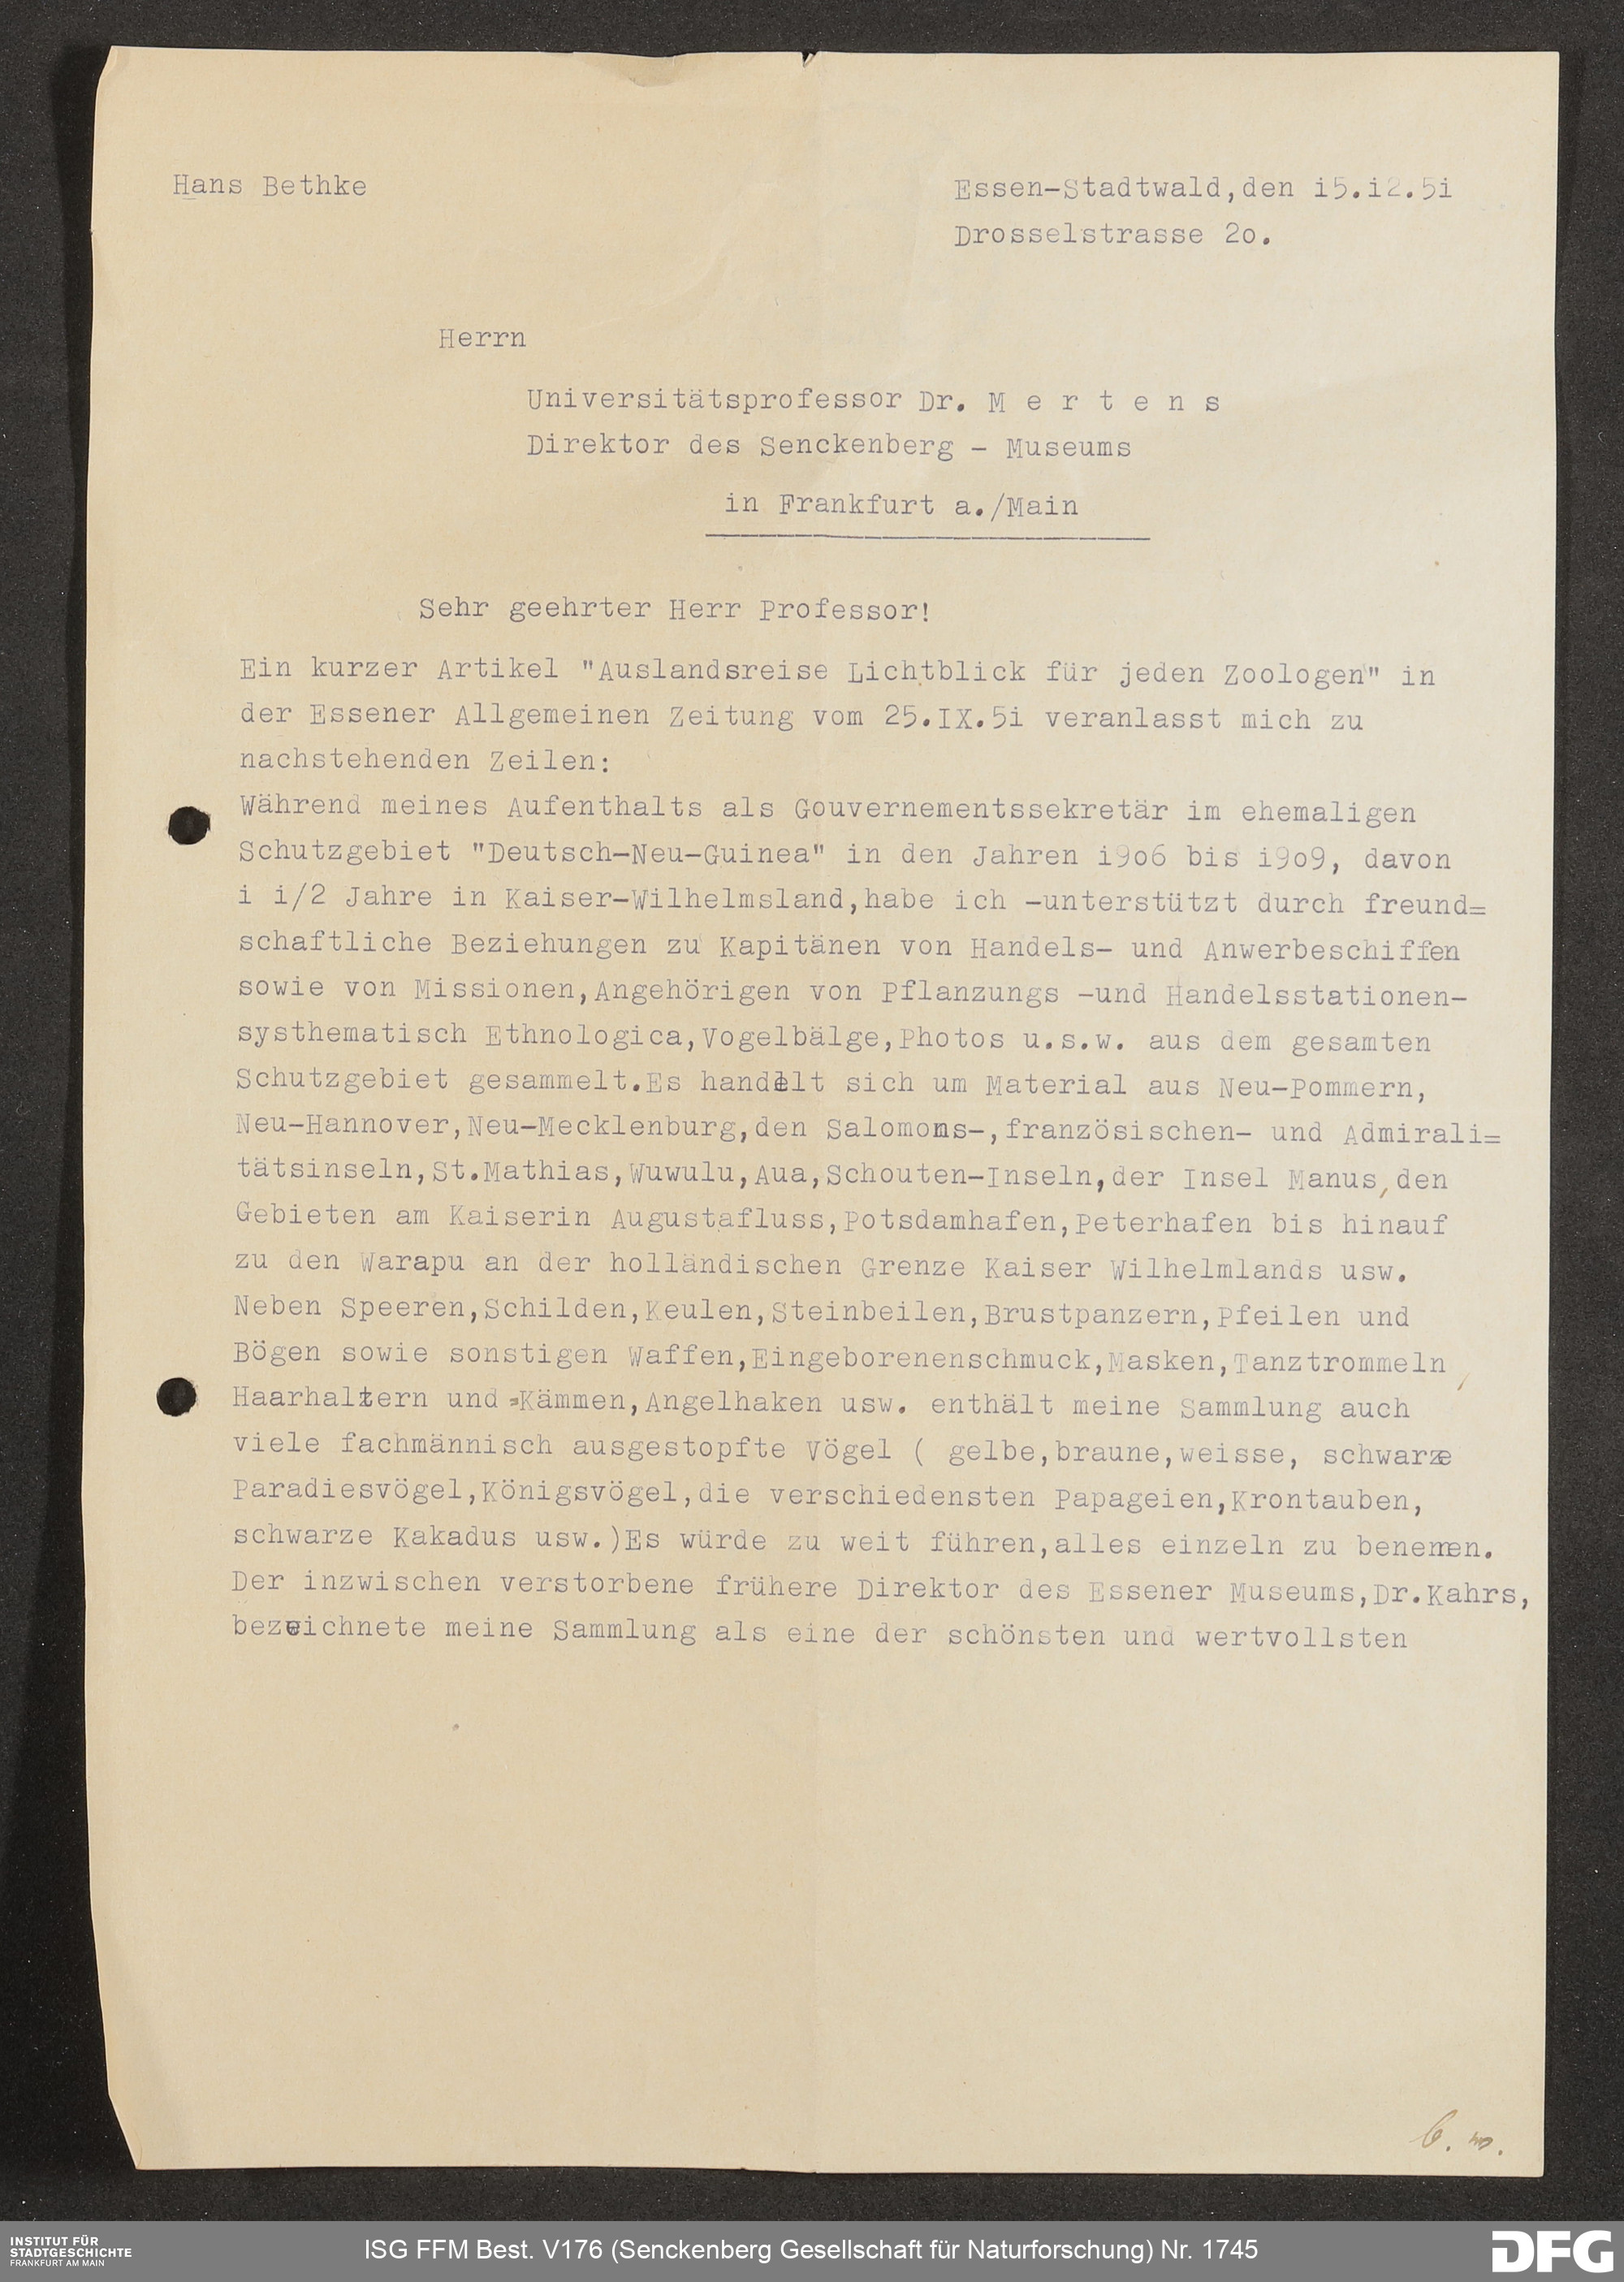 Hans Bethke
Essen-Stadtwald,den i5.i2.5i
Drosselstrasse 2o.
Herrn
Universitätsprofessor Dr. M e r t e n s
Direktor des Senckenberg - Museums
in Frankfurt a./Main
Sehr geehrter Herr Professor!
Ein kurzer Artikel "Auslandsreise Lichtblick für jeden Zoologen" in
der Essener Allgemeinen Zeitung vom 25.IX.5i veranlasst mich zu
nachstehenden Zeilen:
Während meines Aufenthalts als Gouvernementssekretär im ehemaligen
Schutzgebiet "Deutsch-Neu-Guinea" in den Jahren i9o6 bis i9o9, davon
i i/2 Jahre in Kaiser-Wilhelmsland,habe ich -unterstützt durch freund=
schaftliche Beziehungen zu Kapitänen von Handels- und Anwerbeschiffen
sowie von Missionen,Angehörigen von Pflanzungs -und Handelsstationen-
systhematisch Ethnologica,Vogelbälge,Photos u.s.w. aus dem gesamten
Schutzgebiet gesammelt.Es handelt sich um Material aus Neu-Pommern,
Neu-Hannover,Neu-Mecklenburg,den Salomons-,französischen- und Admirali=
tätsinseln,St.Mathias,Wuwulu,Aua,Schouten-Inseln,der Insel Manus,den
Gebieten am Kaiserin Augustafluss,Potsdamhafen,Peterhafen bis hinauf
zu den Warapu an der holländischen Grenze Kaiser Wilhelmlands usw.
Neben Speeren,Schilden,Keulen,Steinbeilen,Brustpanzern,Pfeilen und
Bögen sowie sonstigen Waffen,Eingeborenenschmuck,Masken,Tanztrommeln,
Haarhaltern und =Kämmen,Angelhaken usw. enthält meine Sammlung auch
viele fachmännisch ausgestopfte Vögel ( gelbe,braune,weisse, schwarze
Paradiesvögel,Königsvögel,die verschiedensten Papageien,Krontauben,
schwarze Kakadus usw.)Es würde zu weit führen,alles einzeln zu benennen.
Der inzwischen verstorbene frühere Direktor des Essener Museums,Dr.Kahrs,
bezeichnete meine Sammlung als eine der schönsten und wertvollsten
b. w.
INSTITUT FÜR
STADTGESCHICHTE
FRANKFURT AM MAIN
ISG FFM Best. V176 (Senckenberg Gesellschaft für Naturforschung) Nr. 1745
DFG